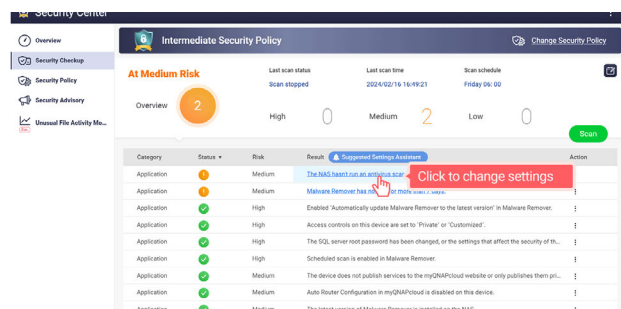 Security Center
Overview
Security Checkup
Security Policy
Security Advisory
Unusual File Activity Mo...
Intermediate Security Policy
Change Security Policy
At Medium Risk
Last scan status
Last scan time
Scan schedule
Scan stopped
2024/02/16 16:49:21
Friday 06: 00
Overview
2
High 0
Medium 2
Low 0
Scan
Category Status Risk Result Suggested Settings Assistant Action
Application Medium The NAS hasn't run an antivirus scan
Click to change settings
Application Medium Malware Remover has no or more than 7 days.
Application High Enabled "Automatically update Malware Remover to the latest version" in Malware Remover.
Application High Access controls on this device are set to 'Private' or 'Customized'.
Application High The SQL server root password has been changed, or the settings that affect the security of th...
Application High Scheduled scan is enabled in Malware Remover.
Application Medium The device does not publish services to the myQNAPcloud website or only publishes them pri...
Application Medium Auto Router Configuration in myQNAPcloud is disabled on this device.
Application Medium The latest version of Malware Remover is installed on the NAS.